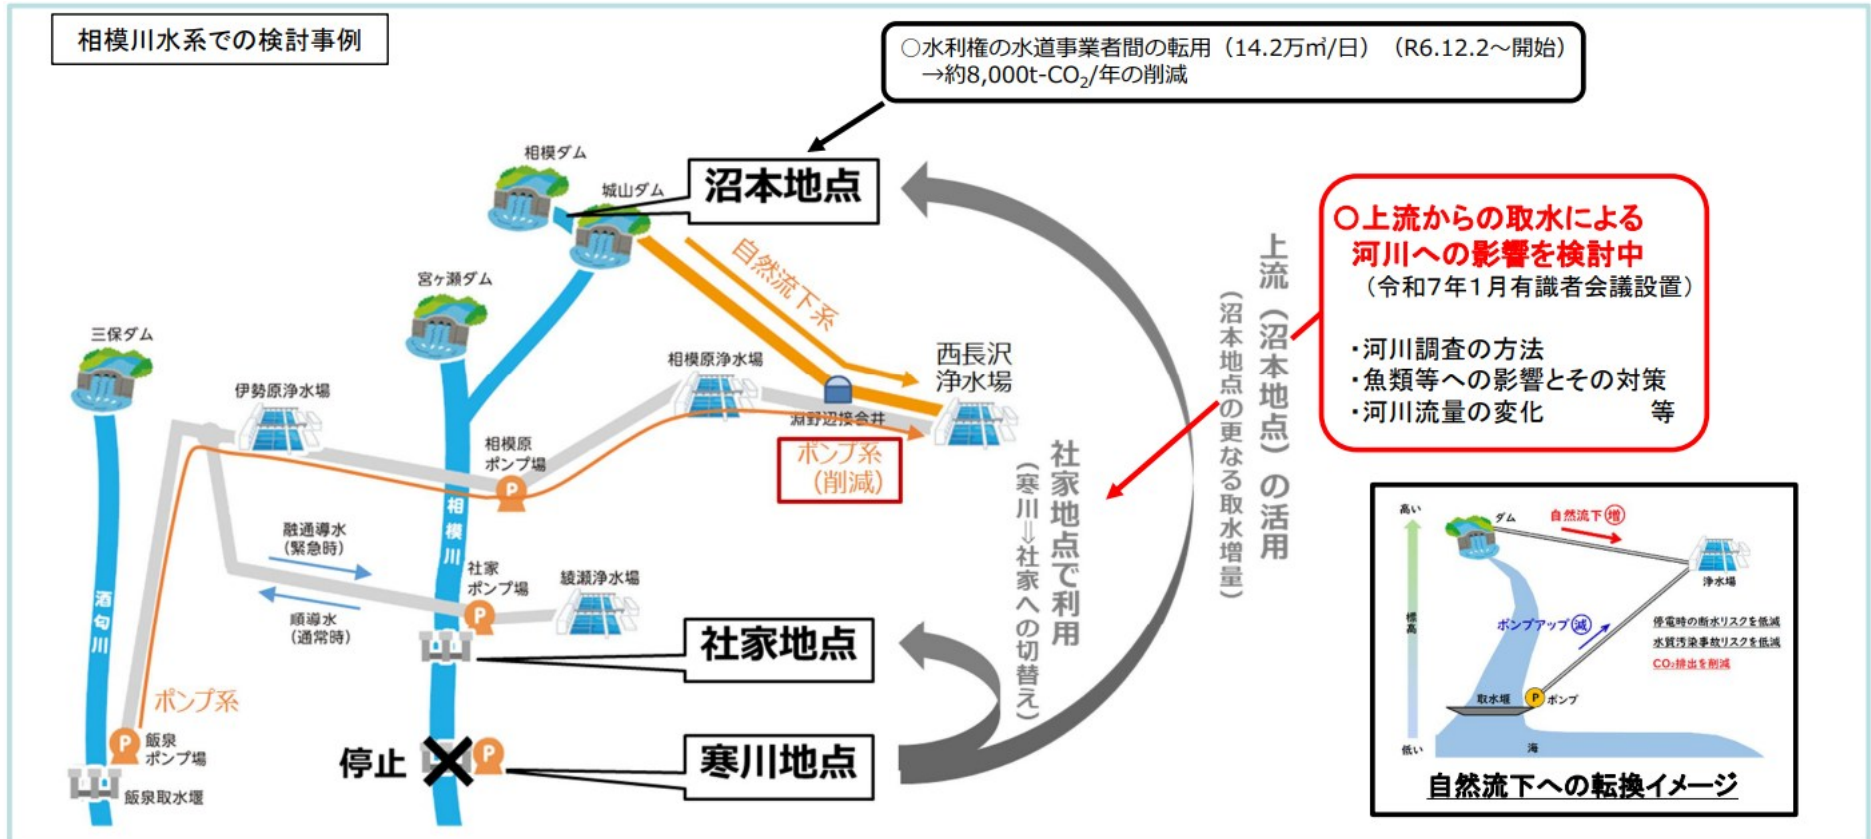 相模川水系での検討事例
○水利権の水道事業者間の転用（14.2万㎥/日）（R6.12.2～開始）
→約8,000t-CO₂/年の削減
相模ダム
城山ダム
沼本地点
宮ヶ瀬ダム
三保ダム
自然流下系
西長沢
浄水場
相模原浄水場
伊勢原浄水場
淵野辺接合井
相模原
ポンプ場
P
ポンプ系
（削減）
相模川
融通導水
（緊急時）
順導水
（通常時）
社家
ポンプ場
P
綾瀬浄水場
社家地点
酒匂川
ポンプ系
P
飯泉
ポンプ場
飯泉取水堰
停止
P
寒川地点
上流（沼本地点）の活用
（沼本地点の更なる取水増量）
社家地点で利用
（寒川⇒社家への切替え）
○上流からの取水による
河川への影響を検討中
（令和7年1月有識者会議設置）
・河川調査の方法
・魚類等への影響とその対策
・河川流量の変化　等
高い
標高
低い
ダム
自然流下増
浄水場
ポンプアップ減
停電時の断水リスクを低減
水質汚染事故リスクを低減
CO₂排出を削減
取水堰
P
ポンプ
海
自然流下への転換イメージ